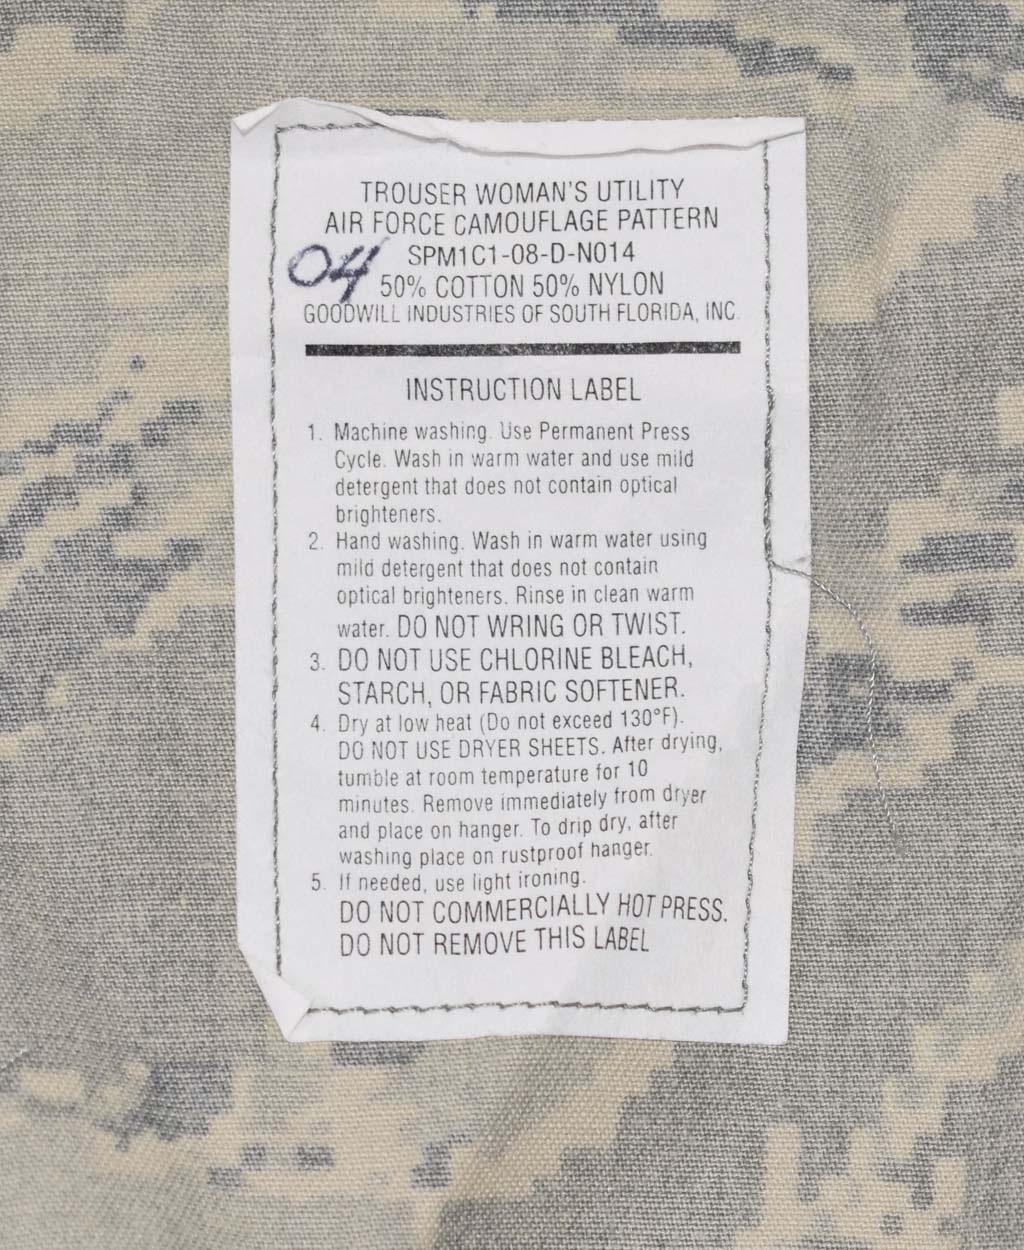 TROUSER WOMAN'S UTILITY
AIR FORCE CAMOUFLAGE PATTERN
SPM1C1-08-D-N014
04
50% COTTON 50% NYLON
GOODWILL INDUSTRIES OF SOUTH FLORIDA, INC.
INSTRUCTION LABEL
1. Machine washing. Use Permanent Press
Cycle. Wash in warm water and use mild
detergent that does not contain optical
brighteners.
2. Hand washing. Wash in warm water using
mild detergent that does not contain
optical brighteners. Rinse in clean warm
water. DO NOT WRING OR TWIST.
3. DO NOT USE CHLORINE BLEACH,
STARCH, OR FABRIC SOFTENER.
4. Dry at low heat (Do not exceed 130°F).
DO NOT USE DRYER SHEETS. After drying,
tumble at room temperature for 10
minutes. Remove immediately from dryer
and place on hanger. To drip dry, after
washing place on rustproof hanger.
5. If needed, use light ironing.
DO NOT COMMERCIALLY HOT PRESS.
DO NOT REMOVE THIS LABEL